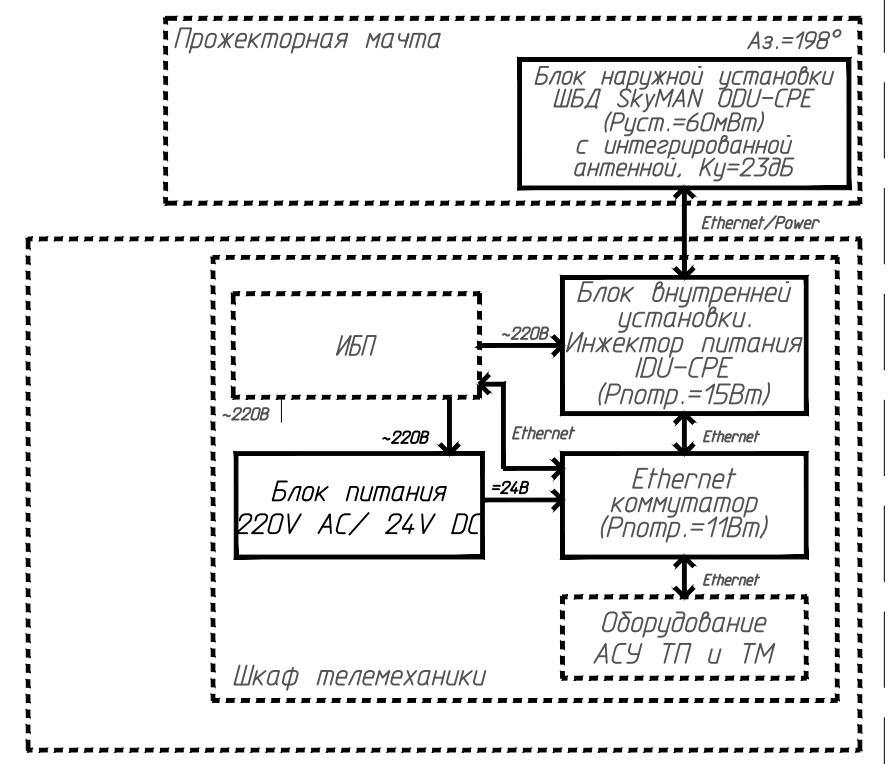 Прожекторная мачта
Аз.=198°
Блок наружной установки
ШБД SkyMAN ODU-CPE
(Руст.=60мВт)
с интегрированной
антенной, Ку=23дБ
Ethernet/Power
Блок внутренней
установки.
Инжектор питания
IDU-CPE
(Рпотр.=15Вт)
ИБП
~220В
~220В
~220В
Ethernet
Ethernet
Блок питания
220V AC/ 24V DC
=24В
Ethernet
коммутатор
(Рпотр.=11Вт)
Ethernet
Оборудование
АСУ ТП и ТМ
Шкаф телемеханики